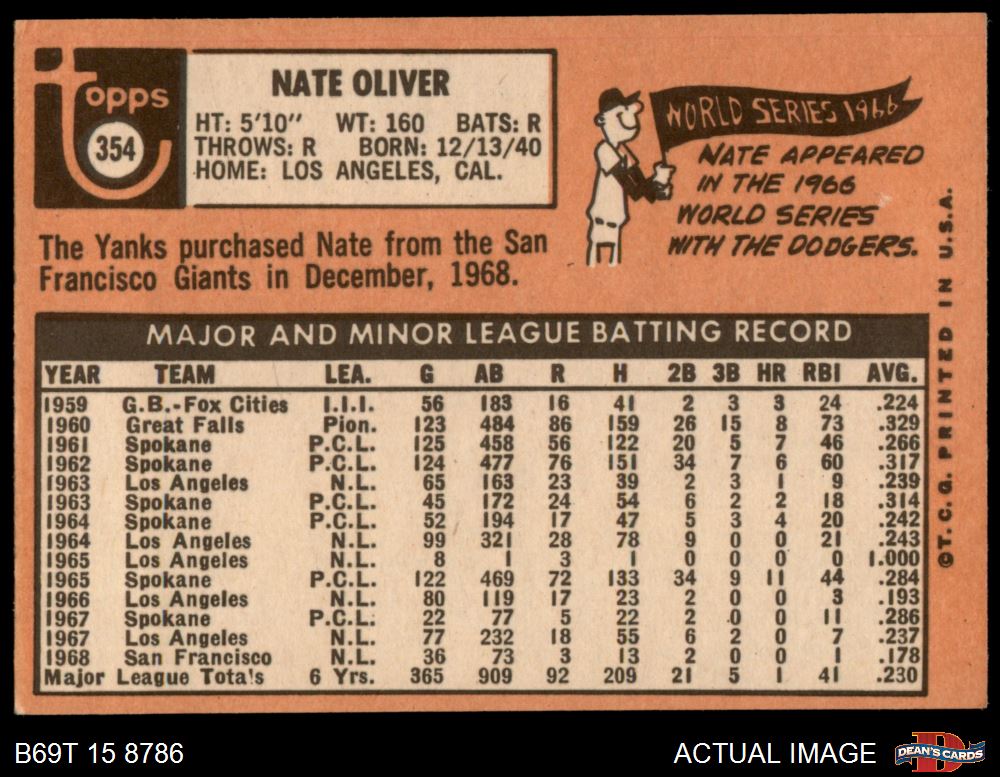 Topps
354
NATE OLIVER
HT: 5'10" WT: 160 BATS: R
THROWS: R BORN: 12/13/40
HOME: LOS ANGELES, CAL.
WORLD SERIES 1966
NATE APPEARED
IN THE 1966
WORLD SERIES
WITH THE DODGERS.
The Yanks purchased Nate from the San
Francisco Giants in December, 1968.
MAJOR AND MINOR LEAGUE BATTING RECORD
YEAR TEAM LEA. G AB R H 2B 3B HR RBI AVG.
1959 G.B.-Fox Cities I.I.I. 56 183 16 41 2 3 3 24 .224
1960 Great Falls Pion. 123 484 86 159 26 15 8 73 .329
1961 Spokane P.C.L. 125 458 56 122 20 5 7 46 .266
1962 Spokane P.C.L. 124 477 76 151 34 7 6 60 .317
1963 Los Angeles N.L. 65 163 23 39 2 3 1 9 .239
1963 Spokane P.C.L. 45 172 24 54 6 2 2 18 .314
1964 Spokane P.C.L. 52 194 17 47 5 3 4 20 .242
1964 Los Angeles N.L. 99 321 28 78 9 0 0 21 .243
1965 Los Angeles N.L. 8 1 3 1 0 0 0 0 1.000
1965 Spokane P.C.L. 122 469 72 133 34 9 11 44 .284
1966 Los Angeles N.L. 80 119 17 23 2 0 0 3 .193
1967 Spokane P.C.L. 22 77 5 22 2 0 0 11 .286
1967 Los Angeles N.L. 77 232 18 55 6 2 0 7 .237
1968 San Francisco N.L. 36 73 3 13 2 0 0 1 .178
Major League Tota's 6 Yrs. 365 909 92 209 21 5 1 41 .230
©T.C.G. PRINTED IN U.S.A.
B69T 15 8786
ACTUAL IMAGE
D
DEAN'S CARDS